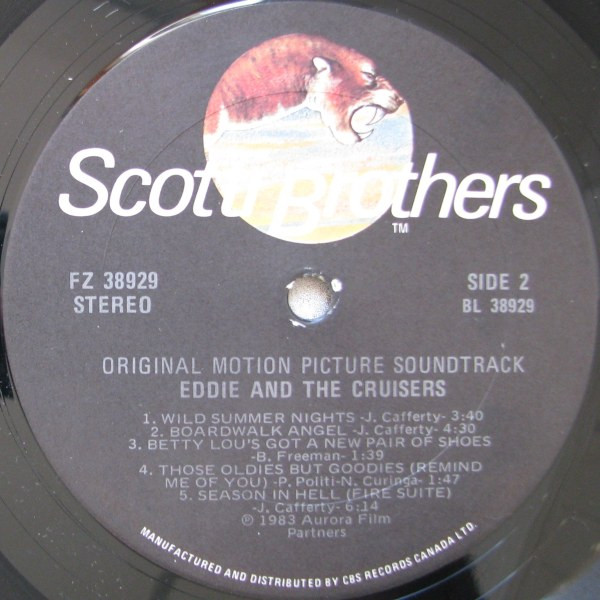 Scotti Brothers
TM
FZ 38929
STEREO
SIDE 2
BL 38929
ORIGINAL MOTION PICTURE SOUNDTRACK
EDDIE AND THE CRUISERS
1. WILD SUMMER NIGHTS -J. Cafferty- 3:40
2. BOARDWALK ANGEL -J. Cafferty- 4:30
3. BETTY LOU'S GOT A NEW PAIR OF SHOES
-B. Freeman- 1:39
4. THOSE OLDIES BUT GOODIES (REMIND
ME OF YOU) -P. Politi-N. Curinga- 1:47
5. SEASON IN HELL (FIRE SUITE)
-J. Cafferty- 6:14
℗ 1983 Aurora Film
Partners
MANUFACTURED AND DISTRIBUTED BY CBS RECORDS CANADA LTD.